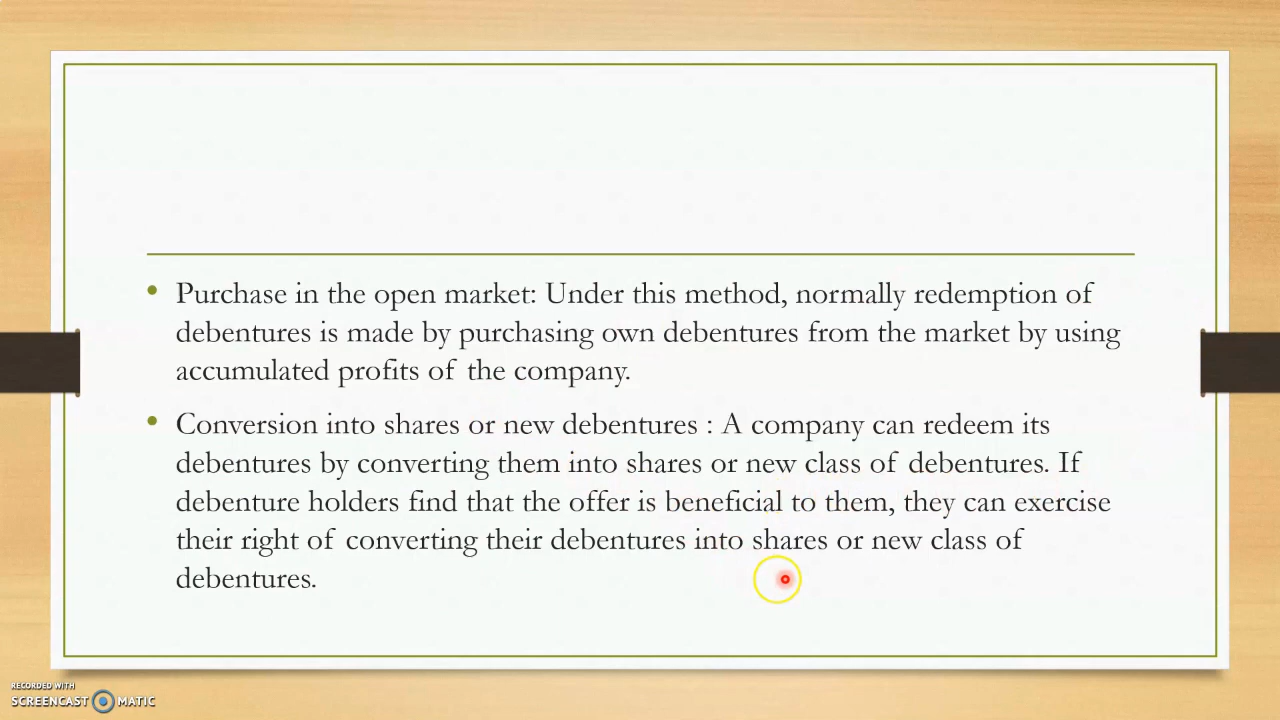 • Purchase in the open market: Under this method, normally redemption of
debentures is made by purchasing own debentures from the market by using
accumulated profits of the company.
• Conversion into shares or new debentures : A company can redeem its
debentures by converting them into shares or new class of debentures. If
debenture holders find that the offer is beneficial to them, they can exercise
their right of converting their debentures into shares or new class of
debentures.
RECORDED WITH
SCREENCAST MATIC